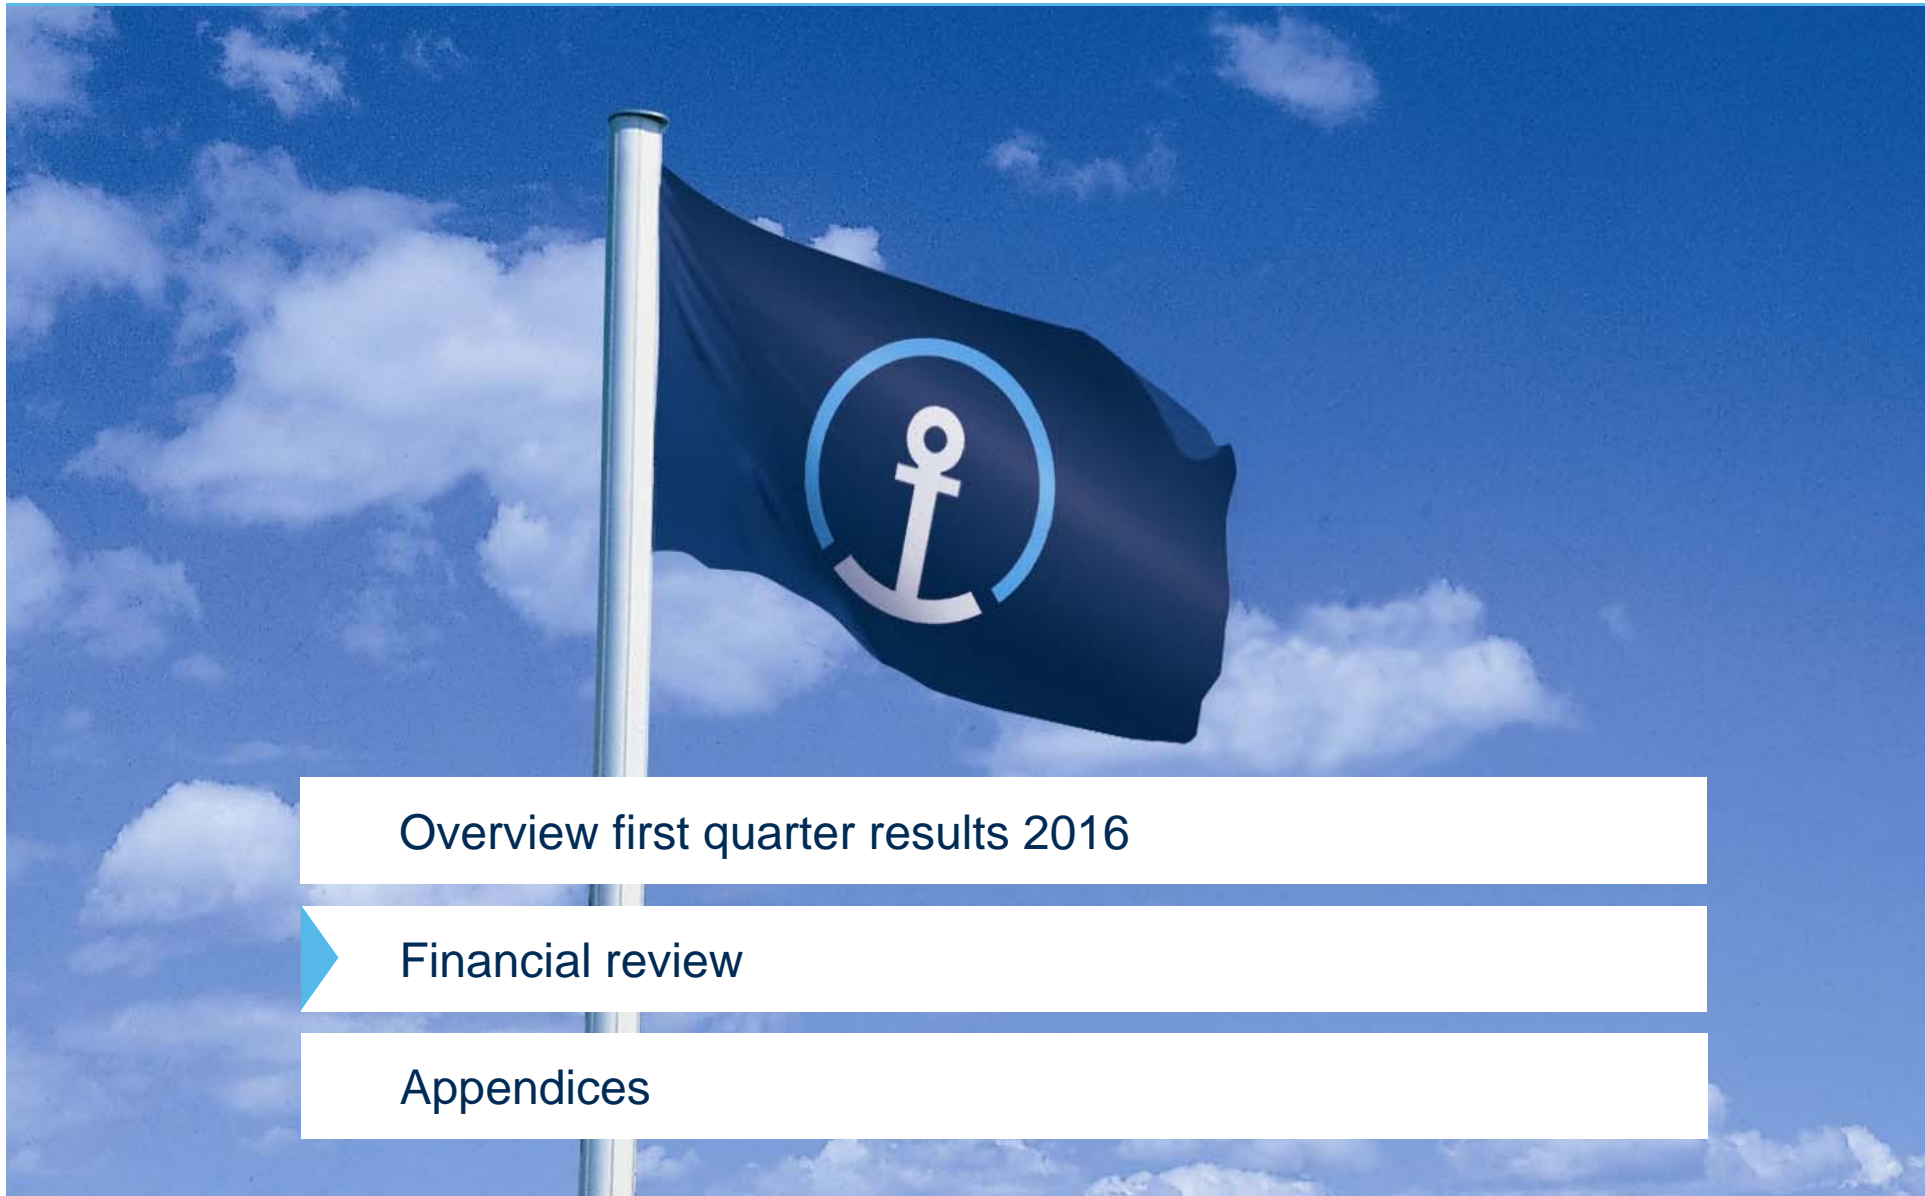 Overview first quarter results 2016
Financial review
Appendices